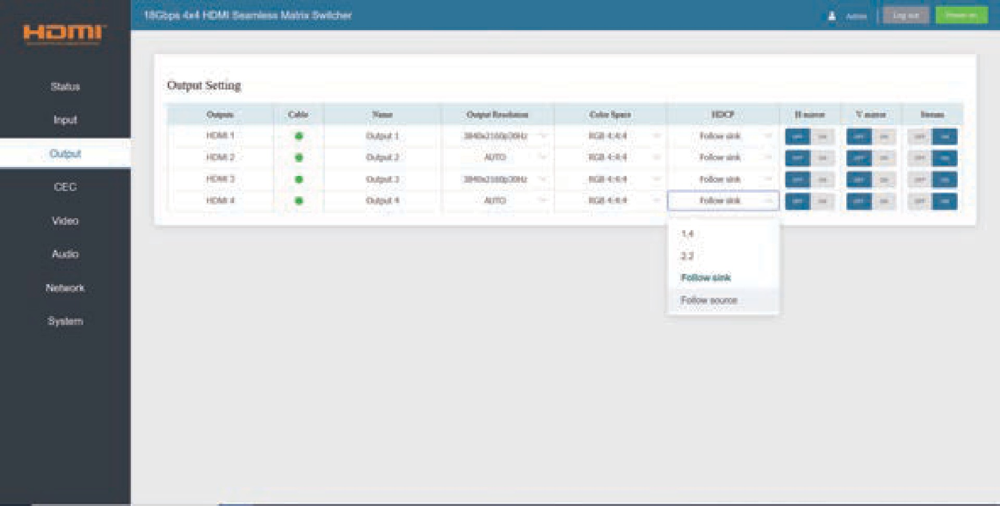 HDMI
18Gbps 4x4 HDMI Seamless Matrix Switcher
Admin
Log out
Power on
Status
Input
Output
CEC
Video
Audio
Network
System
Output Setting
Outputs Cable Name Output Resolution Color Space HDCP H mirror V mirror Stream
HDMI 1 Output 1 3840x2160p30Hz RGB 4:4:4 Follow sink OFF ON OFF ON OFF ON
HDMI 2 Output 2 AUTO RGB 4:4:4 Follow sink OFF ON OFF ON OFF ON
HDMI 3 Output 3 3840x2160p30Hz RGB 4:4:4 Follow sink OFF ON OFF ON OFF ON
HDMI 4 Output 4 AUTO RGB 4:4:4 Follow sink OFF ON OFF ON OFF ON
1.4
2.2
Follow sink
Follow source